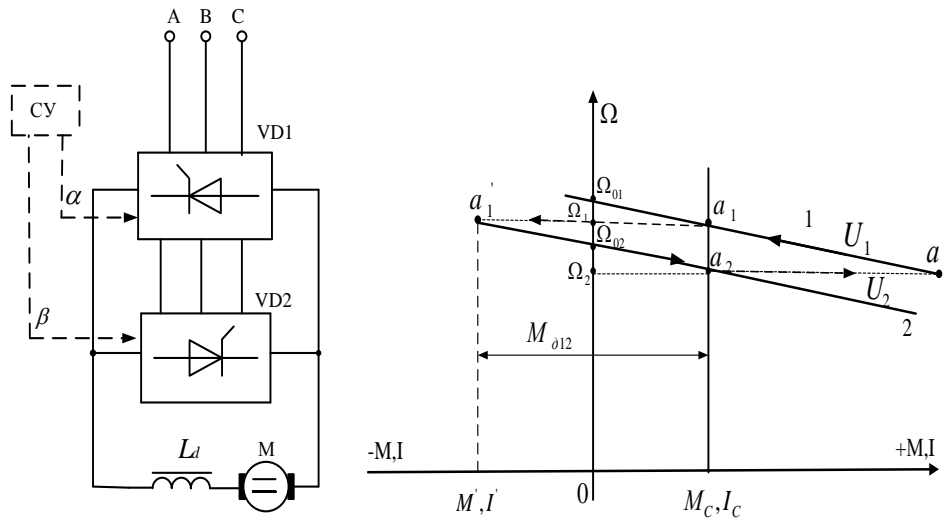 A B C
СУ
VD1
α
VD2
β
L_d
M
Ω
Ω_01
a_1'
Ω_1
a_1
1
U_1
Ω_02
a_2
a
Ω_2
U_2
2
M_д12
-M,I
+M,I
0
M',I'
M_C,I_C